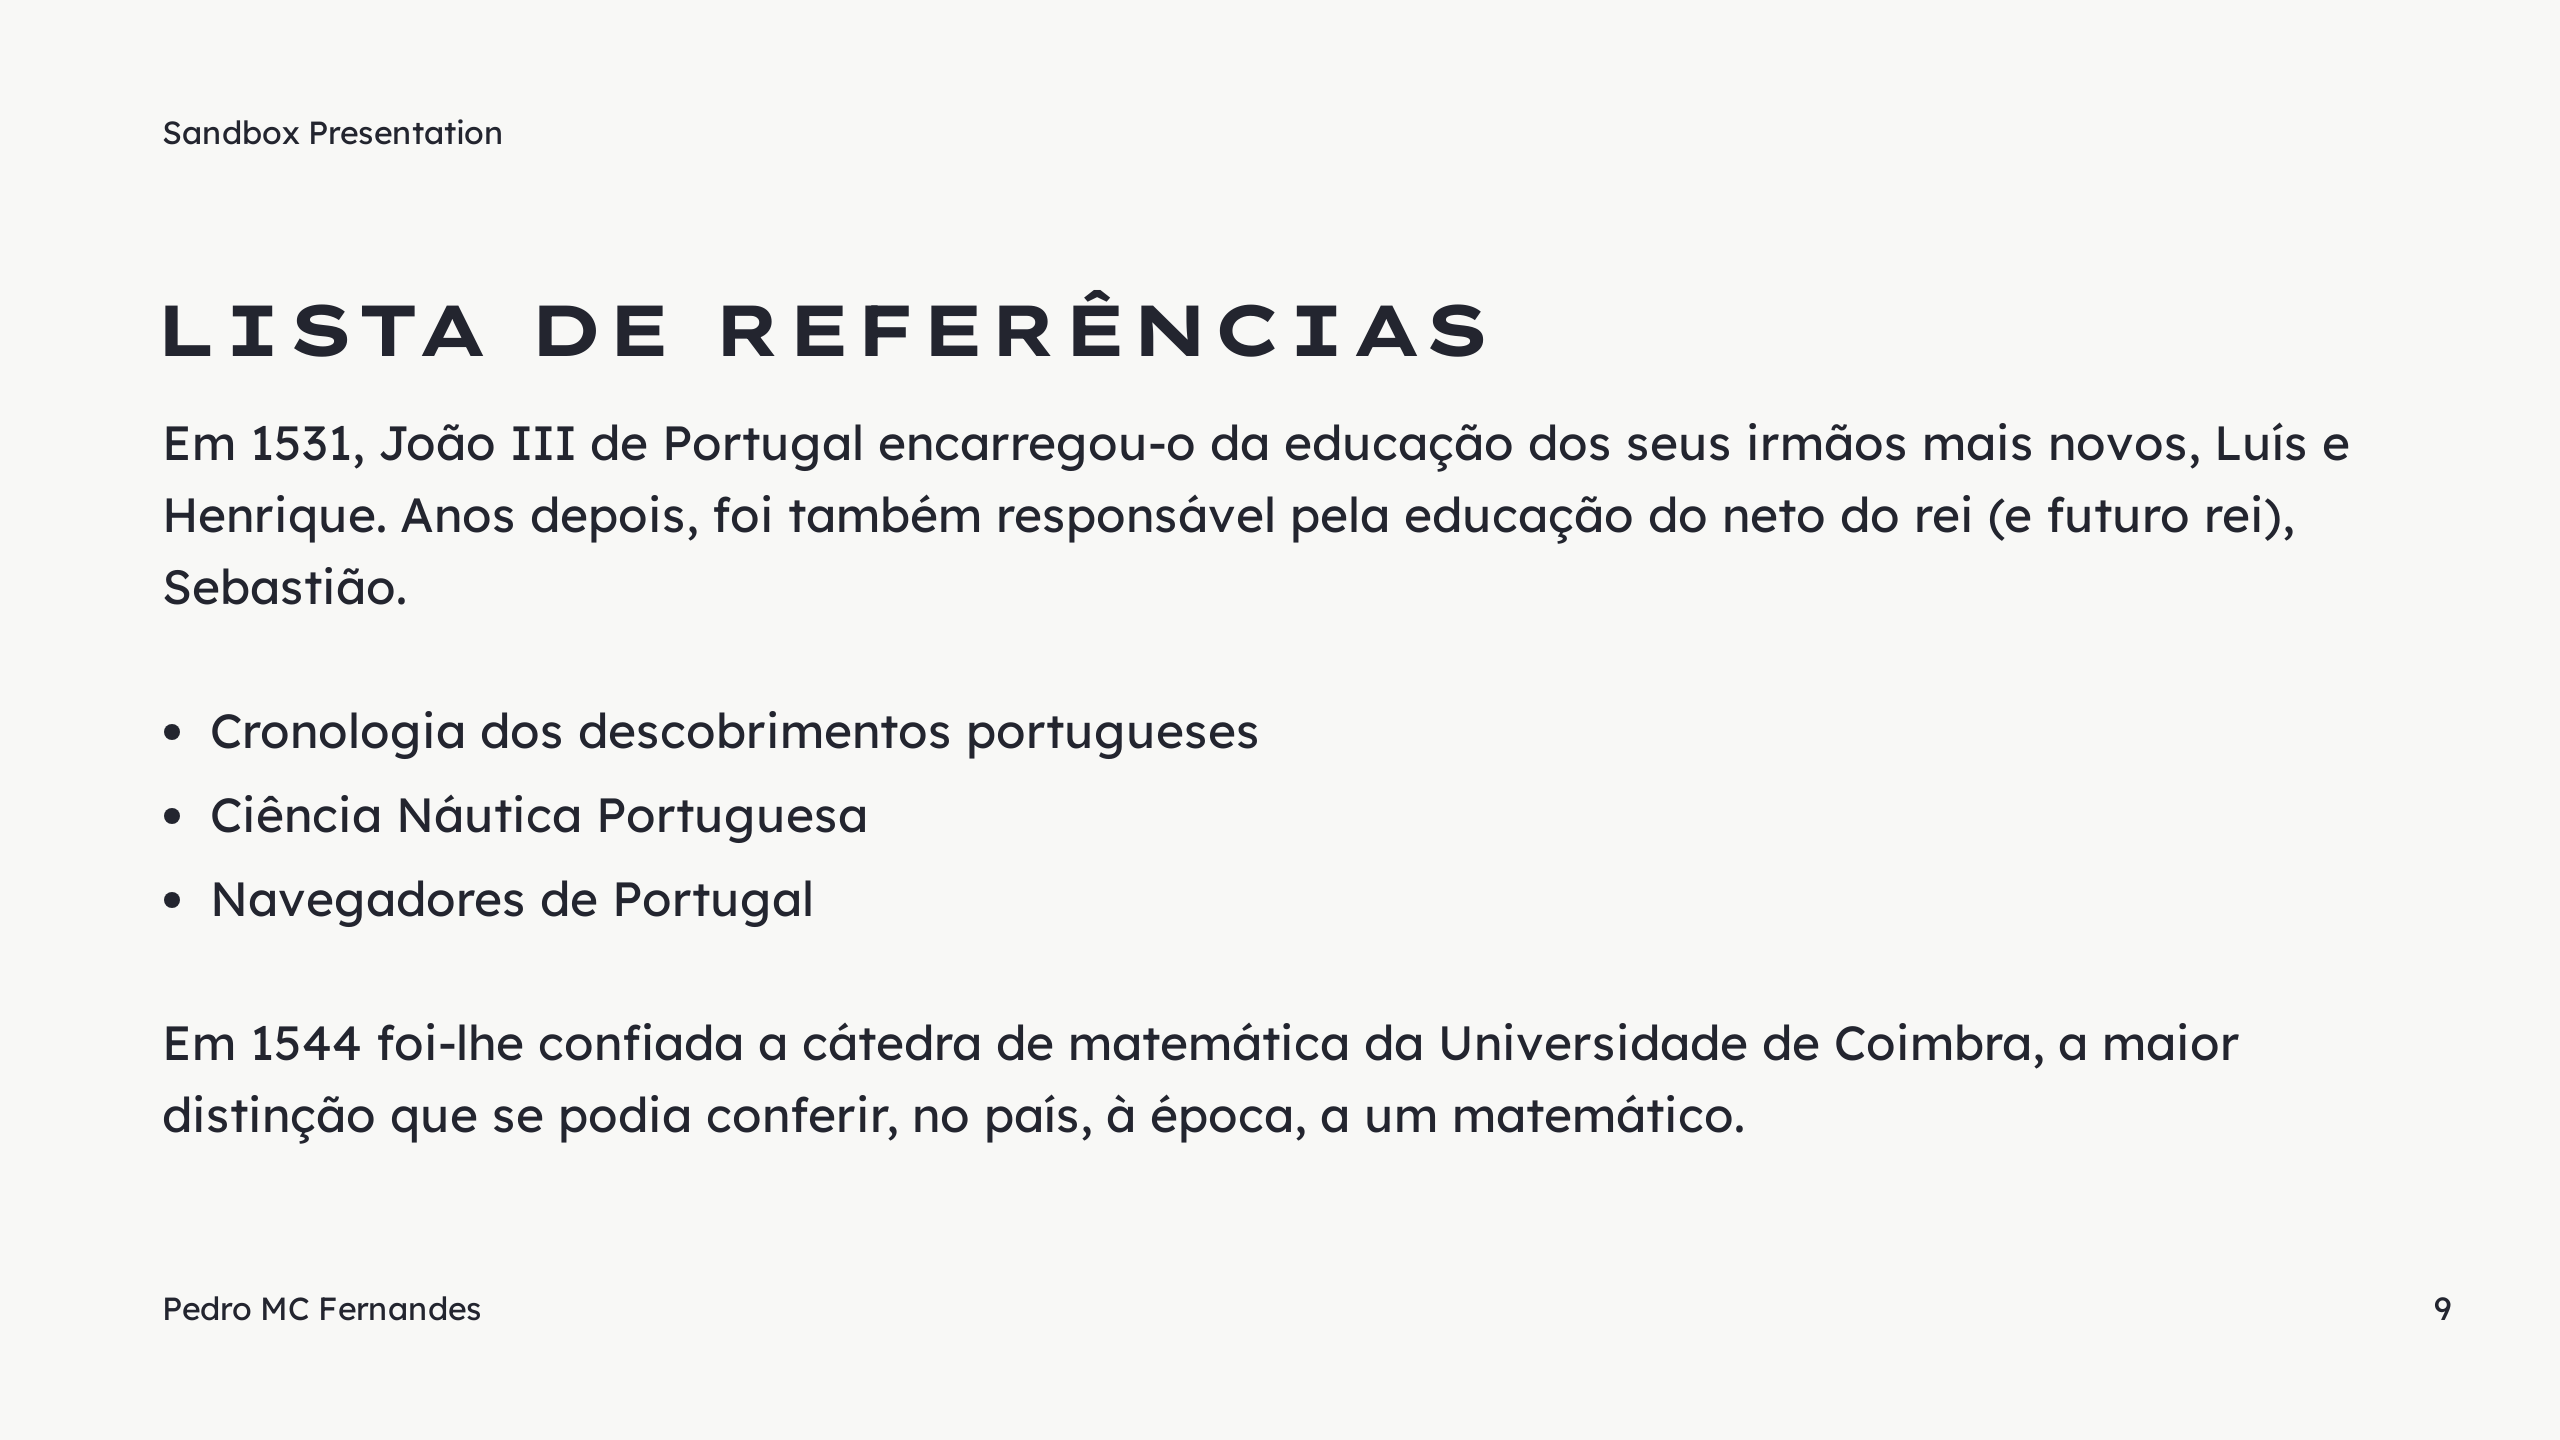 Sandbox Presentation
LISTA DE REFERÊNCIAS
Em 1531, João III de Portugal encarregou-o da educação dos seus irmãos mais novos, Luís e
Henrique. Anos depois, foi também responsável pela educação do neto do rei (e futuro rei),
Sebastião.
• Cronologia dos descobrimentos portugueses
• Ciência Náutica Portuguesa
• Navegadores de Portugal
Em 1544 foi-lhe confiada a cátedra de matemática da Universidade de Coimbra, a maior
distinção que se podia conferir, no país, à época, a um matemático.
Pedro MC Fernandes
9